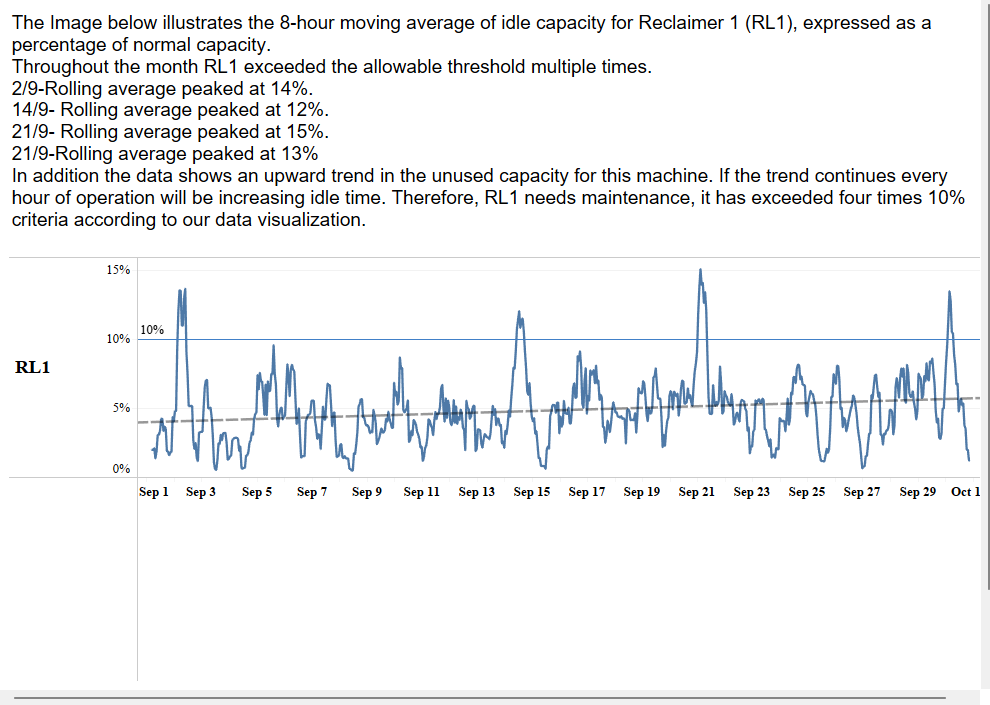 The Image below illustrates the 8-hour moving average of idle capacity for Reclaimer 1 (RL1), expressed as a
percentage of normal capacity.
Throughout the month RL1 exceeded the allowable threshold multiple times.
2/9-Rolling average peaked at 14%.
14/9- Rolling average peaked at 12%.
21/9- Rolling average peaked at 15%.
21/9-Rolling average peaked at 13%
In addition the data shows an upward trend in the unused capacity for this machine. If the trend continues every
hour of operation will be increasing idle time. Therefore, RL1 needs maintenance, it has exceeded four times 10%
criteria according to our data visualization.
15%
10%
10%
RL1
5%
0%
Sep 1 Sep 3 Sep 5 Sep 7 Sep 9 Sep 11 Sep 13 Sep 15 Sep 17 Sep 19 Sep 21 Sep 23 Sep 25 Sep 27 Sep 29 Oct 1